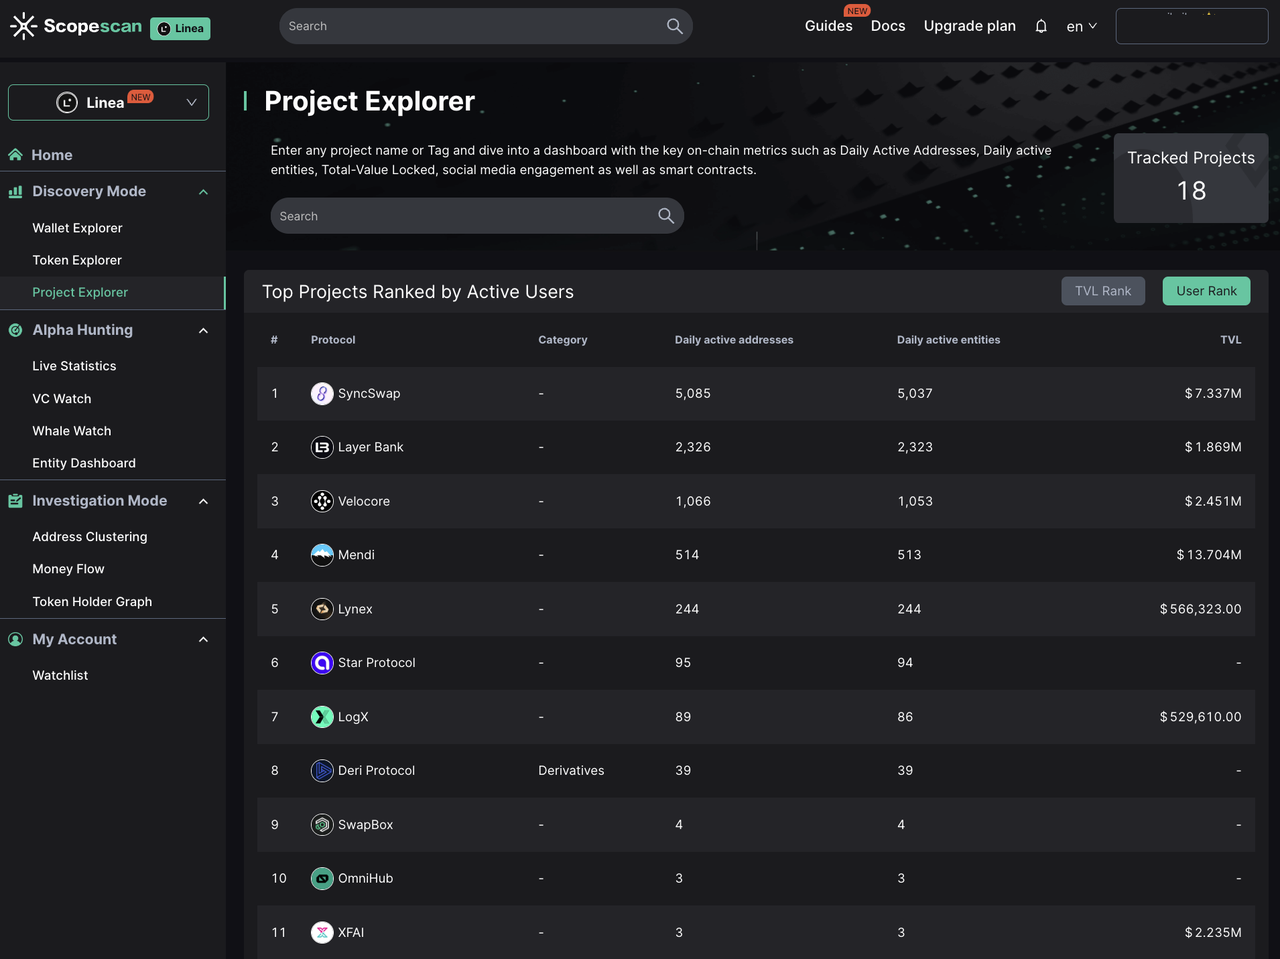 Scopescan Linea
Search
Guides NEW Docs Upgrade plan en
Linea NEW
Home
Discovery Mode
Wallet Explorer
Token Explorer
Project Explorer
Alpha Hunting
Live Statistics
VC Watch
Whale Watch
Entity Dashboard
Investigation Mode
Address Clustering
Money Flow
Token Holder Graph
My Account
Watchlist
Project Explorer
Enter any project name or Tag and dive into a dashboard with the key on-chain metrics such as Daily Active Addresses, Daily active
entities, Total-Value Locked, social media engagement as well as smart contracts.
Search
Tracked Projects
18
Top Projects Ranked by Active Users TVL Rank User Rank
# Protocol Category Daily active addresses Daily active entities TVL
1 SyncSwap - 5,085 5,037 $7.337M
2 Layer Bank - 2,326 2,323 $1.869M
3 Velocore - 1,066 1,053 $2.451M
4 Mendi - 514 513 $13.704M
5 Lynex - 244 244 $566,323.00
6 Star Protocol - 95 94 -
7 LogX - 89 86 $529,610.00
8 Deri Protocol Derivatives 39 39 -
9 SwapBox - 4 4 -
10 OmniHub - 3 3 -
11 XFAI - 3 3 $2.235M